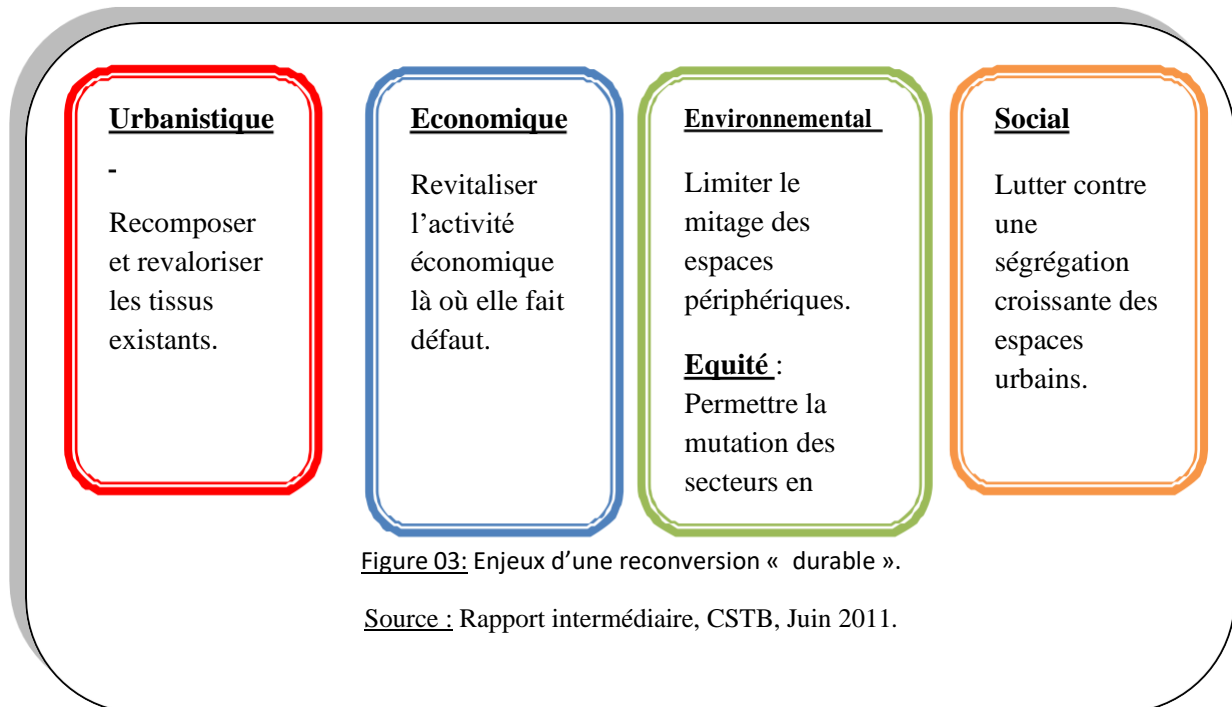 Urbanistique
-
Recomposer
et revaloriser
les tissus
existants.
Economique
Revitaliser
l’activité
économique
là où elle fait
défaut.
Environnemental
Limiter le
mitage des
espaces
périphériques.
Equité :
Permettre la
mutation des
secteurs en
Social
Lutter contre
une
ségrégation
croissante des
espaces
urbains.
Figure 03: Enjeux d’une reconversion « durable ».
Source : Rapport intermédiaire, CSTB, Juin 2011.